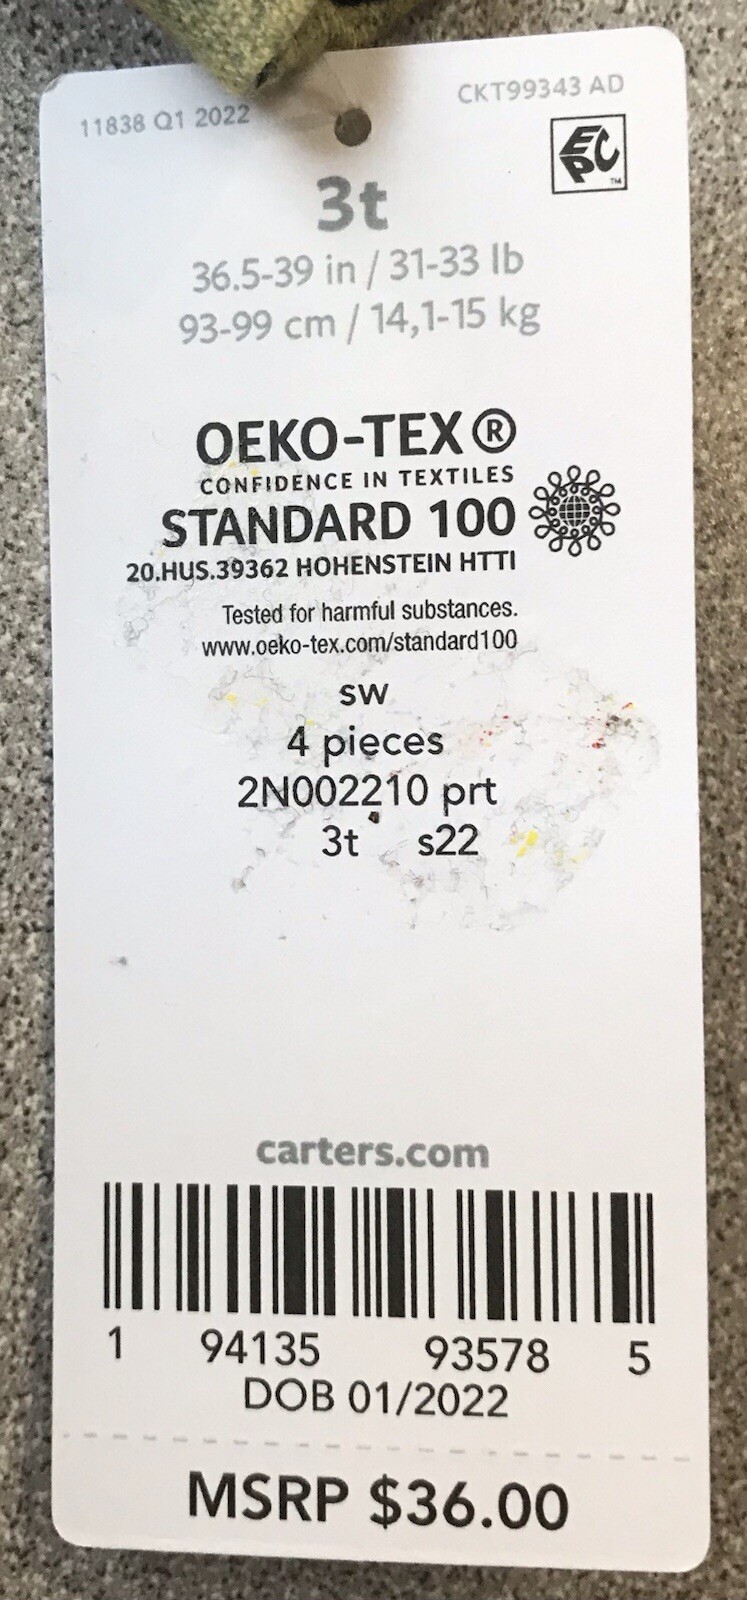 11838 Q1 2022
CKT99343 AD
EPC
TM
3t
36.5-39 in / 31-33 lb
93-99 cm / 14,1-15 kg
OEKO-TEX®
CONFIDENCE IN TEXTILES
STANDARD 100
20.HUS.39362 HOHENSTEIN HTTI
Tested for harmful substances.
www.oeko-tex.com/standard100
sw
4 pieces
2N002210 prt
3t s22
carters.com
1 94135 93578 5
DOB 01/2022
MSRP $36.00